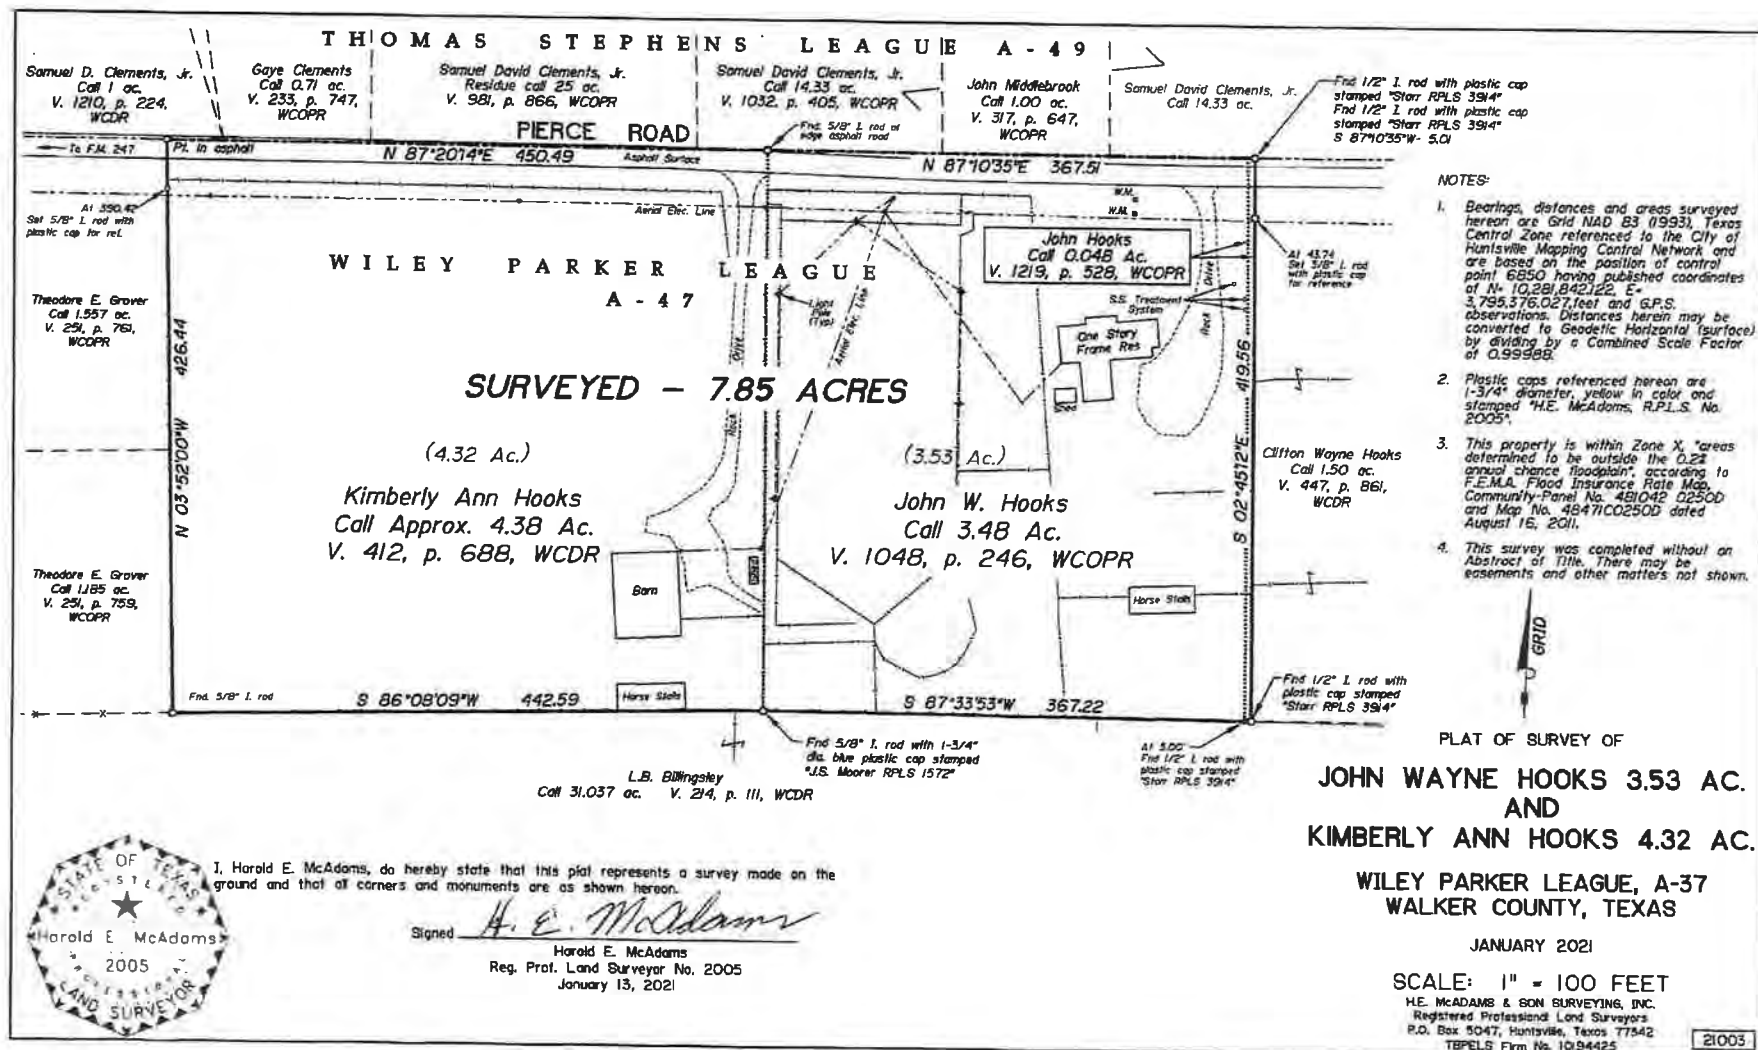 THOMAS STEPHENS LEAGUE A-49
Samuel D. Clements, Jr.
Call 1 ac.
V. 1210, p. 224,
WCDR
Gaye Clements
Call 0.71 ac.
V. 233, p. 747,
WCOPR
Samuel David Clements, Jr.
Residue call 25 ac.
V. 981, p. 866, WCOPR
Samuel David Clements, Jr.
Call 14.33 ac.
V. 1032, p. 405, WCOPR
John Middlebrook
Call 1.00 ac.
V. 317, p. 647,
WCOPR
Samuel David Clements, Jr.
Call 14.33 ac.
Fnd 1/2" I. rod with plastic cap
stamped "Starr RPLS 3914"
Fnd 1/2" I. rod with plastic cap
stamped "Starr RPLS 3914"
S 87°10'35"W- 5.01
PIERCE ROAD
Fnd. 5/8" I. rod at
edge asphalt road
To F.M. 247
Pt. in asphalt
N 87°20'14"E 450.49
Asphalt Surface
N 87°10'35"E 367.51
At 390.42
Set 5/8" I. rod with
plastic cap for ref.
Aerial Elec. Line
W.M.
W.M.
WILEY PARKER LEAGUE
A-47
John Hooks
Call 0.048 Ac.
V. 1219, p. 528, WCOPR
At 43.74
Set 5/8" I. rod
with plastic cap
for reference
Drive
Rock
S.S. Treatment
System
Light
Pole
(Typ.)
Aerial Elec. Line
One Story
Frame Res
Shed
Drive
Rock
Theodore E. Grover
Call 1.557 ac.
V. 251, p. 761,
WCOPR
N 03°52'00"W 426.44
SURVEYED - 7.85 ACRES
(4.32 Ac.)
Kimberly Ann Hooks
Call Approx. 4.38 Ac.
V. 412, p. 688, WCDR
(3.53 Ac.)
John W. Hooks
Call 3.48 Ac.
V. 1048, p. 246, WCOPR
S 02°45'12"E 419.56
Clifton Wayne Hooks
Call 1.50 ac.
V. 447, p. 861,
WCDR
Theodore E. Grover
Call 1.185 ac.
V. 251, p. 759,
WCOPR
Barn
Shed
Horse Stalls
Fnd. 5/8" I. rod
S 86°08'09"W 442.59
Horse Stalls
S 87°33'53"W 367.22
Fnd 1/2" I. rod with
plastic cap stamped
"Starr RPLS 3914"
Fnd 5/8" I. rod with 1-3/4"
dia. blue plastic cap stamped
"J.S. Moorer RPLS 1572"
At 5.00
Fnd 1/2" I. rod with
plastic cap stamped
"Starr RPLS 3914"
L.B. Billingsley
Call 31.037 ac. V. 214, p. 111, WCDR
NOTES:
1. Bearings, distances and areas surveyed
hereon are Grid NAD 83 (1993), Texas
Central Zone referenced to the City of
Huntsville Mapping Control Network and
are based on the position of control
point 6850 having published coordinates
of N= 10,281,842.122, E=
3,795,376.027 feet and G.P.S.
observations. Distances herein may be
converted to Geodetic Horizontal (surface)
by dividing by a Combined Scale Factor
of 0.99988.
2. Plastic caps referenced hereon are
1-3/4" diameter, yellow in color and
stamped "H.E. McAdams, R.P.L.S. No.
2005".
3. This property is within Zone X, "areas
determined to be outside the 0.2%
annual chance floodplain", according to
F.E.M.A. Flood Insurance Rate Map,
Community-Panel No. 481042 0250D
and Map No. 48471C0250D dated
August 16, 2011.
4. This survey was completed without an
Abstract of Title. There may be
easements and other matters not shown.
GRID
PLAT OF SURVEY OF
JOHN WAYNE HOOKS 3.53 AC.
AND
KIMBERLY ANN HOOKS 4.32 AC.
WILEY PARKER LEAGUE, A-37
WALKER COUNTY, TEXAS
JANUARY 2021
SCALE: 1" = 100 FEET
H.E. McADAMS & SON SURVEYING, INC.
Registered Professional Land Surveyors
P.O. Box 5047, Huntsville, Texas 77342
TBPELS Firm No. 10194425
21003
STATE OF TEXAS
REGISTERED
Harold E. McAdams
2005
PROFESSIONAL
LAND SURVEYOR
I, Harold E. McAdams, do hereby state that this plat represents a survey made on the
ground and that all corners and monuments are as shown hereon.
Signed H. E. McAdams
Harold E. McAdams
Reg. Prof. Land Surveyor No. 2005
January 13, 2021